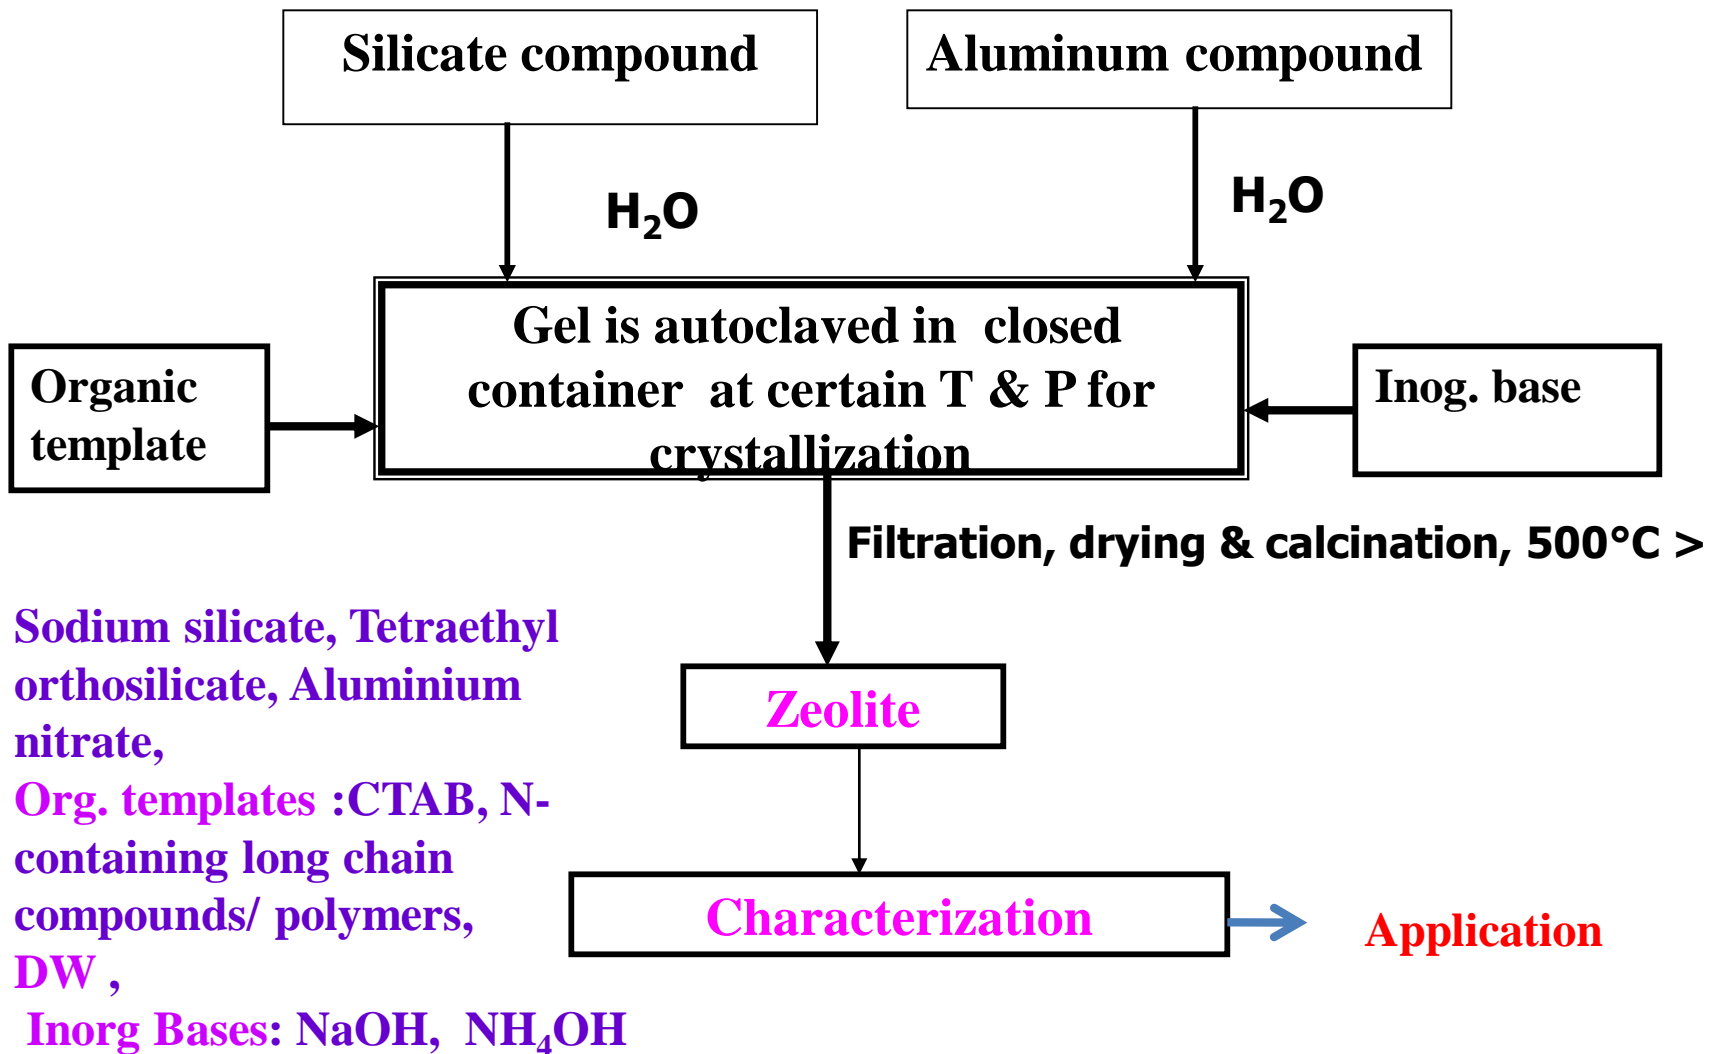 Silicate compound
Aluminum compound
H₂O
H₂O
Gel is autoclaved in closed
container at certain T & P for
crystallization
Organic
template
Inog. base
Filtration, drying & calcination, 500°C >
Sodium silicate, Tetraethyl
orthosilicate, Aluminium
nitrate,
Org. templates :CTAB, N-
containing long chain
compounds/ polymers,
DW ,
Inorg Bases: NaOH, NH₄OH
Zeolite
Characterization
Application